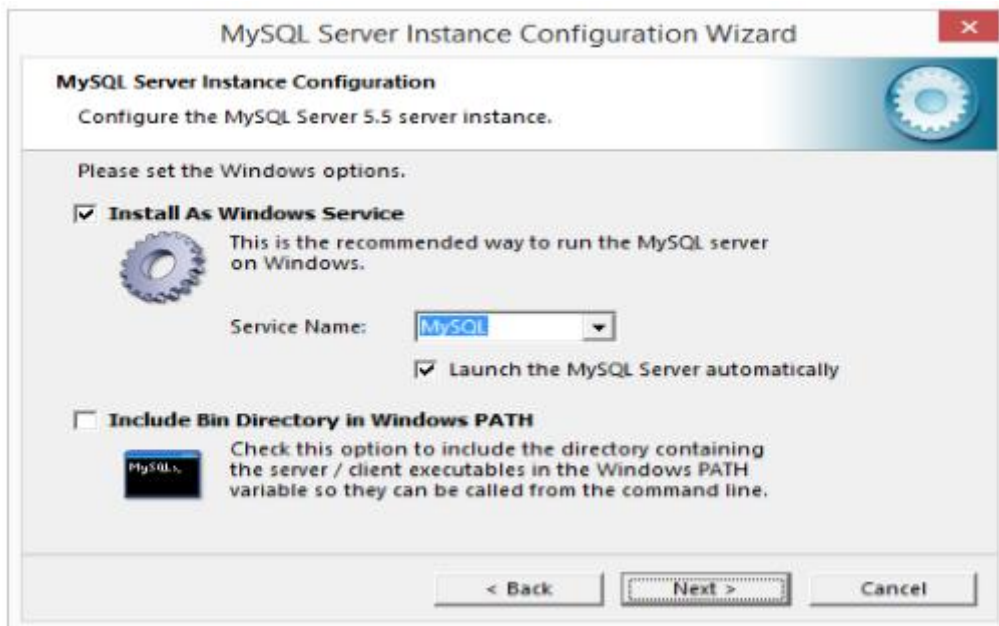 MySQL Server Instance Configuration Wizard
MySQL Server Instance Configuration
Configure the MySQL Server 5.5 server instance.
Please set the Windows options.
Install As Windows Service
This is the recommended way to run the MySQL server
on Windows.
Service Name: MySQL
Launch the MySQL Server automatically
Include Bin Directory in Windows PATH
MySQL>_
Check this option to include the directory containing
the server / client executables in the Windows PATH
variable so they can be called from the command line.
< Back Next > Cancel